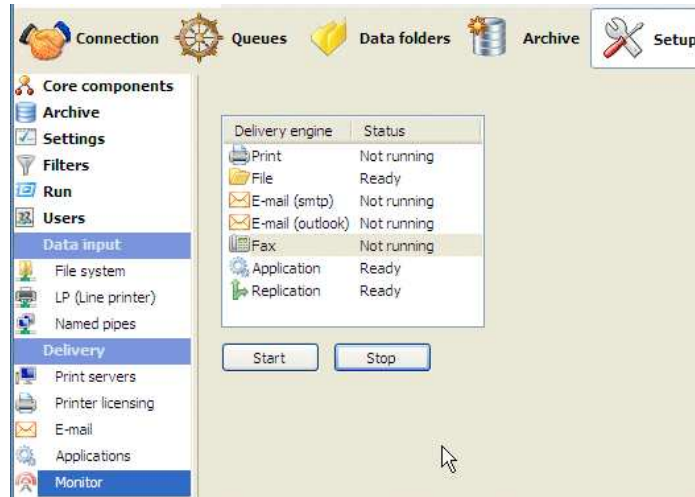 Connection Queues Data folders Archive Setup
Core components
Archive
Settings
Filters
Run
Users
Data input
File system
LP (Line printer)
Named pipes
Delivery
Print servers
Printer licensing
E-mail
Applications
Monitor
Delivery engine Status
Print Not running
File Ready
E-mail (smtp) Not running
E-mail (outlook) Not running
Fax Not running
Application Ready
Replication Ready
Start Stop